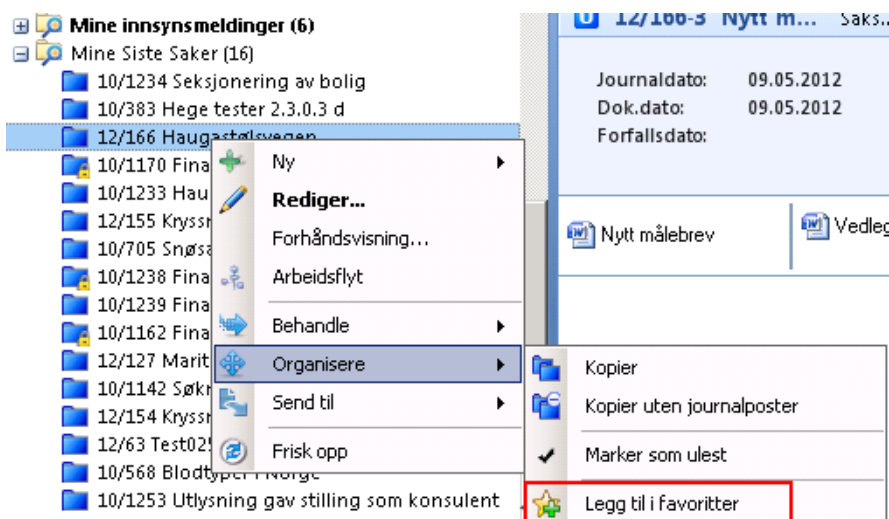 Mine innsynsmeldinger (6)
Mine Siste Saker (16)
10/1234 Seksjonering av bolig
10/383 Hege tester 2.3.0.3 d
12/166 Haugastølsvegen
10/1170 Fina
10/1233 Hau
12/155 Kryssn
10/705 Snøsa
10/1238 Fina
10/1239 Fina
10/1162 Fina
12/127 Marit
10/1142 Søkn
12/154 Kryssn
12/63 Test025
10/568 Blodtyper i Norge
10/1253 Utlysning gav stilling som konsulent
Ny
Rediger...
Forhåndsvisning...
Arbeidsflyt
Behandle
Organisere
Send til
Frisk opp
Kopier
Kopier uten journalposter
Marker som ulest
Legg til i favoritter
U 12/166-3 Nytt m... Saks..
Journaldato: 09.05.2012
Dok.dato: 09.05.2012
Forfallsdato:
Nytt målebrev
Vedleg